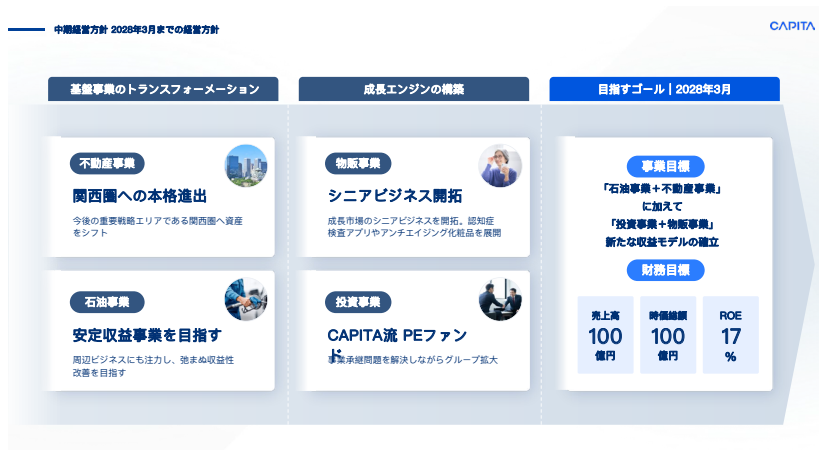 中期経営方針 2028年3月までの経営方針
CAPITA
基盤事業のトランスフォーメーション
成長エンジンの構築
目指すゴール｜2028年3月
不動産事業
関西圏への本格進出
今後の重要戦略エリアである関西圏へ資産
をシフト
石油事業
安定収益事業を目指す
周辺ビジネスにも注力し、弛まぬ収益性
改善を目指す
物販事業
シニアビジネス開拓
成長市場のシニアビジネスを開拓。認知症
検査アプリやアンチエイジング化粧品を展開
投資事業
CAPITA流 PEファン
ド
事業承継問題を解決しながらグループ拡大
事業目標
「石油事業＋不動産事業」
に加えて
「投資事業＋物販事業」
新たな収益モデルの確立
財務目標
売上高
100
億円
時価総額
100
億円
ROE
17
%